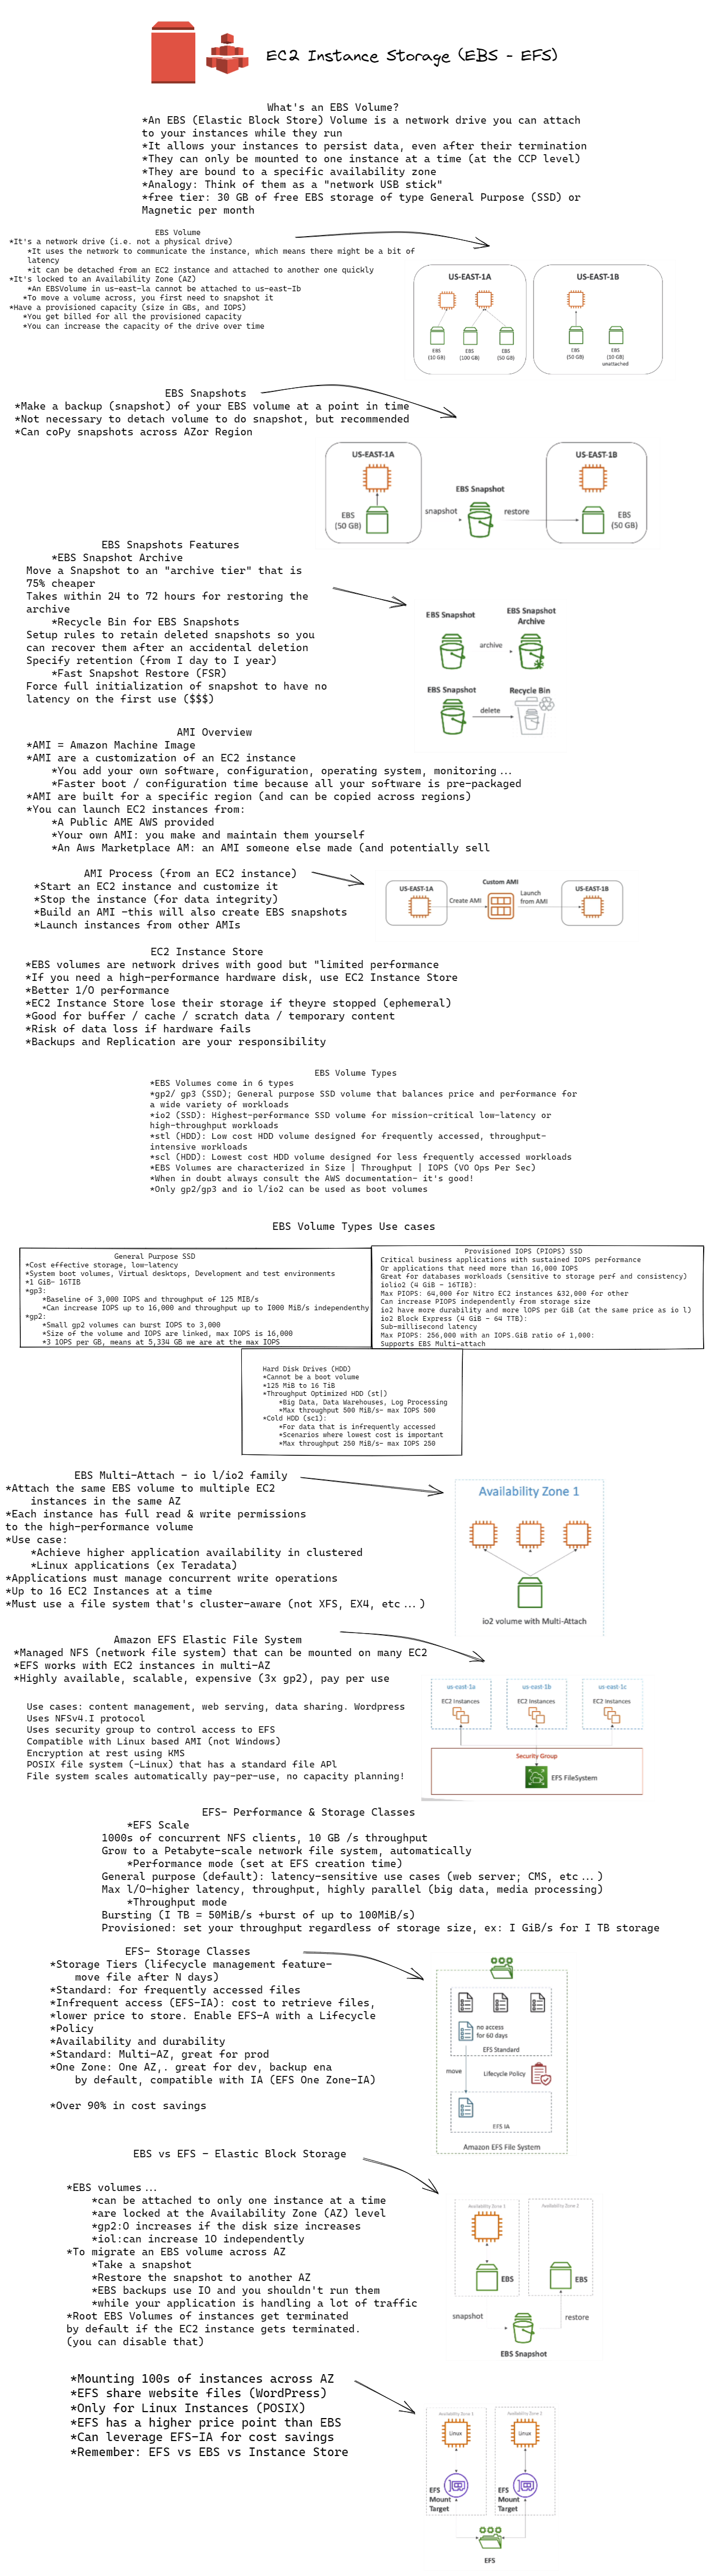 EC2 Instance Storage (EBS - EFS)
What's an EBS Volume?
*An EBS (Elastic Block Store) Volume is a network drive you can attach
to your instances while they run
*It allows your instances to persist data, even after their termination
*They can only be mounted to one instance at a time (at the CCP level)
*They are bound to a specific availability zone
*Analogy: Think of them as a "network USB stick"
*free tier: 30 GB of free EBS storage of type General Purpose (SSD) or
Magnetic per month
EBS Volume
*It's a network drive (i.e. not a physical drive)
*It uses the network to communicate the instance, which means there might be a bit of
latency
*it can be detached from an EC2 instance and attached to another one quickly
*It's locked to an Availability Zone (AZ)
*An EBSVolume in us-east-la cannot be attached to us-east-Ib
*To move a volume across, you first need to snapshot it
*Have a provisioned capacity (size in GBs, and IOPS)
*You get billed for all the provisioned capacity
*You can increase the capacity of the drive over time
US-EAST-1A
US-EAST-1B
EBS
(10 GB)
EBS
(100 GB)
EBS
(50 GB)
EBS
(50 GB)
EBS
(10 GB)
unattached
EBS Snapshots
*Make a backup (snapshot) of your EBS volume at a point in time
*Not necessary to detach volume to do snapshot, but recommended
*Can coPy snapshots across AZor Region
US-EAST-1A
US-EAST-1B
EBS Snapshot
EBS
(50 GB)
snapshot
restore
EBS
(50 GB)
EBS Snapshots Features
*EBS Snapshot Archive
Move a Snapshot to an "archive tier" that is
75% cheaper
Takes within 24 to 72 hours for restoring the
archive
*Recycle Bin for EBS Snapshots
Setup rules to retain deleted snapshots so you
can recover them after an accidental deletion
Specify retention (from I day to I year)
*Fast Snapshot Restore (FSR)
Force full initialization of snapshot to have no
latency on the first use ($$$)
EBS Snapshot
EBS Snapshot
Archive
archive
EBS Snapshot
Recycle Bin
delete
AMI Overview
*AMI = Amazon Machine Image
*AMI are a customization of an EC2 instance
*You add your own software, configuration, operating system, monitoring...
*Faster boot / configuration time because all your software is pre-packaged
*AMI are built for a specific region (and can be copied across regions)
*You can launch EC2 instances from:
*A Public AME AWS provided
*Your own AMI: you make and maintain them yourself
*An Aws Marketplace AM: an AMI someone else made (and potentially sell
AMI Process (from an EC2 instance)
*Start an EC2 instance and customize it
*Stop the instance (for data integrity)
*Build an AMI -this will also create EBS snapshots
*Launch instances from other AMIs
US-EAST-1A
Custom AMI
US-EAST-1B
Create AMI
Launch
from AMI
EC2 Instance Store
*EBS volumes are network drives with good but "limited performance
*If you need a high-performance hardware disk, use EC2 Instance Store
*Better 1/O performance
*EC2 Instance Store lose their storage if theyre stopped (ephemeral)
*Good for buffer / cache / scratch data / temporary content
*Risk of data loss if hardware fails
*Backups and Replication are your responsibility
EBS Volume Types
*EBS Volumes come in 6 types
*gp2/ gp3 (SSD); General purpose SSD volume that balances price and performance for
a wide variety of workloads
*io2 (SSD): Highest-performance SSD volume for mission-critical low-latency or
high-throughput workloads
*stl (HDD): Low cost HDD volume designed for frequently accessed, throughput-
intensive workloads
*scl (HDD): Lowest cost HDD volume designed for less frequently accessed workloads
*EBS Volumes are characterized in Size | Throughput | IOPS (VO Ops Per Sec)
*When in doubt always consult the AWS documentation- it's good!
*Only gp2/gp3 and io l/io2 can be used as boot volumes
EBS Volume Types Use cases
General Purpose SSD
*Cost effective storage, low-latency
*System boot volumes, Virtual desktops, Development and test environments
*1 GiB- 16TIB
*gp3:
*Baseline of 3,000 IOPS and throughput of 125 MIB/s
*Can increase IOPS up to 16,000 and throughput up to I000 MiB/s independenthy
*gp2:
*Small gp2 volumes can burst IOPS to 3,000
*Size of the volume and IOPS are linked, max IOPS is 16,000
*3 IOPS per GB, means at 5,334 GB we are at the max IOPS
Provisioned IOPS (PIOPS) SSD
Critical business applications with sustained IOPS performance
Or applications that need more than 16,000 IOPS
Great for databases workloads (sensitive to storage perf and consistency)
iolio2 (4 GiB - 16TIB):
Max PIOPS: 64,000 for Nitro EC2 instances &32,000 for other
Can increase PIOPS independently from storage size
io2 have more durability and more lOPS per GiB (at the same price as io l)
io2 Block Express (4 GiB - 64 TTB):
Sub-millisecond latency
Max PIOPS: 256,000 with an IOPS.GiB ratio of 1,000:
Supports EBS Multi-attach
Hard Disk Drives (HDD)
*Cannot be a boot volume
*125 MiB to 16 TiB
*Throughput Optimized HDD (st|)
*Big Data, Data Warehouses, Log Processing
*Max throughput 500 MiB/s- max IOPS 500
*Cold HDD (sc1):
*For data that is infrequently accessed
*Scenarios where lowest cost is important
*Max throughput 250 MiB/s- max IOPS 250
EBS Multi-Attach - io l/io2 family
*Attach the same EBS volume to multiple EC2
instances in the same AZ
*Each instance has full read & write permissions
to the high-performance volume
*Use case:
*Achieve higher application availability in clustered
*Linux applications (ex Teradata)
*Applications must manage concurrent write operations
*Up to 16 EC2 Instances at a time
*Must use a file system that's cluster-aware (not XFS, EX4, etc...)
Availability Zone 1
io2 volume with Multi-Attach
Amazon EFS Elastic File System
*Managed NFS (network file system) that can be mounted on many EC2
*EFS works with EC2 instances in multi-AZ
*Highly available, scalable, expensive (3x gp2), pay per use
Use cases: content management, web serving, data sharing. Wordpress
Uses NFSv4.I protocol
Uses security group to control access to EFS
Compatible with Linux based AMI (not Windows)
Encryption at rest using KMS
POSIX file system (~Linux) that has a standard file APl
File system scales automatically pay-per-use, no capacity planning!
us-east-1a
us-east-1b
us-east-1c
EC2 Instances
EC2 Instances
EC2 Instances
Security Group
EFS FileSystem
EFS- Performance & Storage Classes
*EFS Scale
1000s of concurrent NFS clients, 10 GB /s throughput
Grow to a Petabyte-scale network file system, automatically
*Performance mode (set at EFS creation time)
General purpose (default): latency-sensitive use cases (web server; CMS, etc...)
Max l/O-higher latency, throughput, highly parallel (big data, media processing)
*Throughput mode
Bursting (I TB = 50MiB/s +burst of up to 100MiB/s)
Provisioned: set your throughput regardless of storage size, ex: I GiB/s for I TB storage
EFS- Storage Classes
*Storage Tiers (lifecycle management feature-
move file after N days)
*Standard: for frequently accessed files
*Infrequent access (EFS-IA): cost to retrieve files,
*lower price to store. Enable EFS-A with a Lifecycle
*Policy
*Availability and durability
*Standard: Multi-AZ, great for prod
*One Zone: One AZ,. great for dev, backup ena
by default, compatible with IA (EFS One Zone-IA)
*Over 90% in cost savings
no access
for 60 days
EFS Standard
move
Lifecycle Policy
EFS IA
Amazon EFS File System
EBS vs EFS - Elastic Block Storage
*EBS volumes...
*can be attached to only one instance at a time
*are locked at the Availability Zone (AZ) level
*gp2:O increases if the disk size increases
*iol:can increase 1O independently
*To migrate an EBS volume across AZ
*Take a snapshot
*Restore the snapshot to another AZ
*EBS backups use IO and you shouldn't run them
*while your application is handling a lot of traffic
*Root EBS Volumes of instances get terminated
by default if the EC2 instance gets terminated.
(you can disable that)
Availability Zone 1
Availability Zone 2
EBS
EBS
snapshot
restore
EBS Snapshot
*Mounting 100s of instances across AZ
*EFS share website files (WordPress)
*Only for Linux Instances (POSIX)
*EFS has a higher price point than EBS
*Can leverage EFS-IA for cost savings
*Remember: EFS vs EBS vs Instance Store
Availability Zone 1
Availability Zone 2
Linux
Linux
EFS
Mount
Target
EFS
Mount
Target
EFS